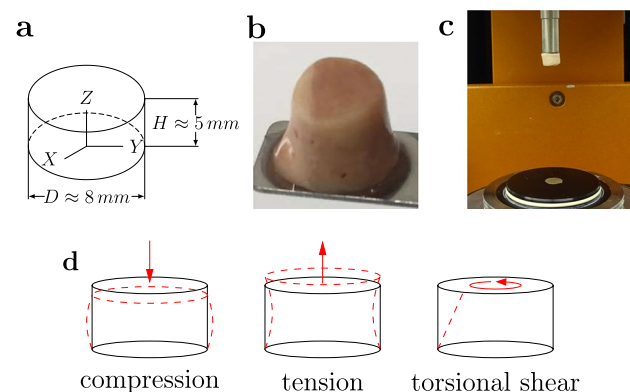 a
b
c
Z
H ≈ 5 mm
X
Y
D ≈ 8 mm
d
compression
tension
torsional shear